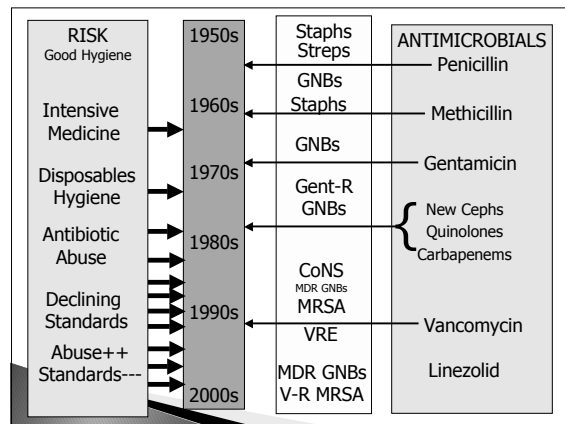 RISK
Good Hygiene
Intensive
Medicine
Disposables
Hygiene
Antibiotic
Abuse
Declining
Standards
Abuse++
Standards---
1950s
1960s
1970s
1980s
1990s
2000s
Staphs
Streps
GNBs
Staphs
GNBs
Gent-R
GNBs
CoNS
MDR GNBs
MRSA
VRE
MDR GNBs
V-R MRSA
ANTIMICROBIALS
Penicillin
Methicillin
Gentamicin
{
New Cephs
Quinolones
Carbapenems
Vancomycin
Linezolid